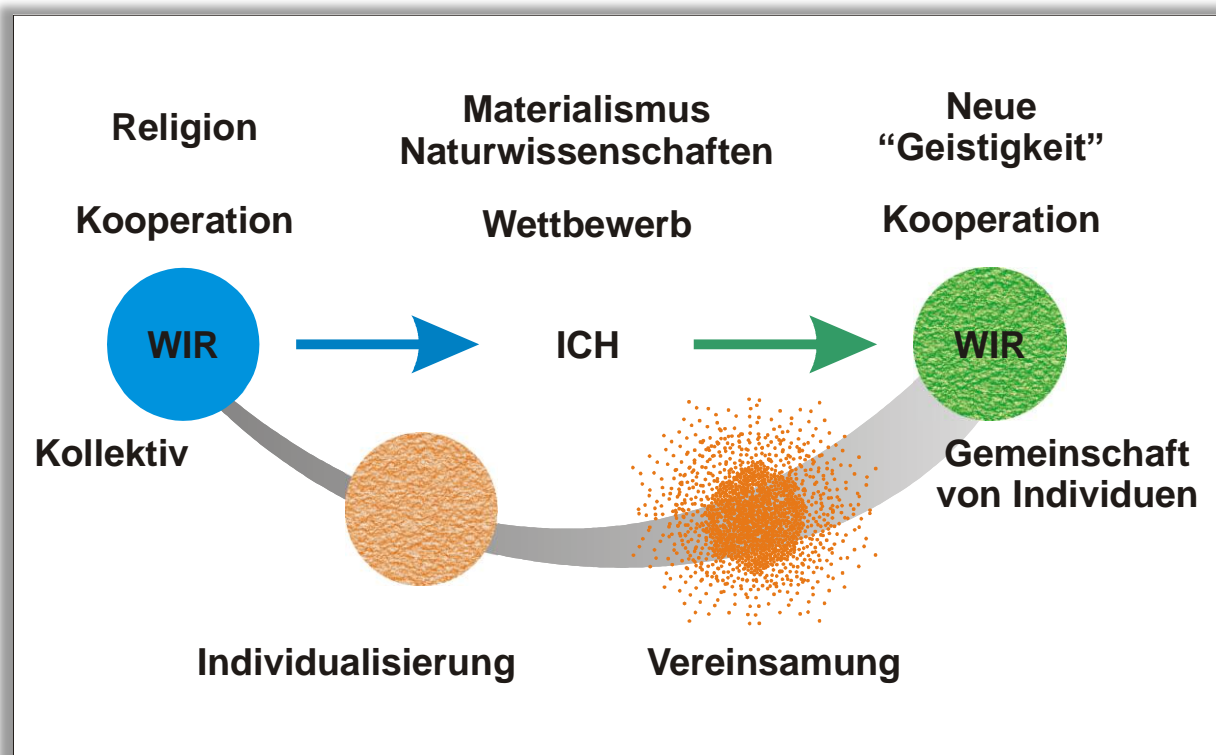 Religion
Materialismus
Naturwissenschaften
Neue
“Geistigkeit”
Kooperation
Wettbewerb
Kooperation
WIR
ICH
WIR
Kollektiv
Gemeinschaft
von Individuen
Individualisierung
Vereinsamung